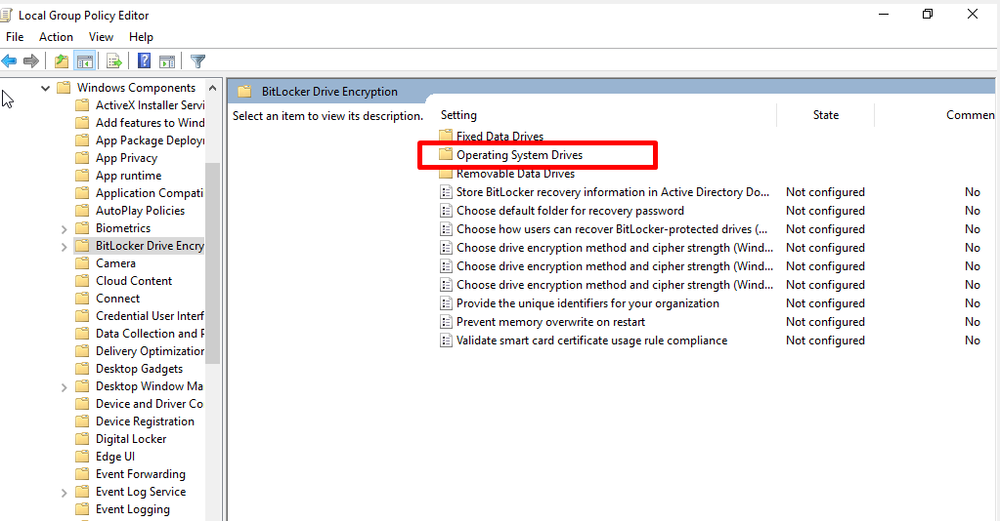 Local Group Policy Editor
File Action View Help
Windows Components
ActiveX Installer Servi
Add features to Wind
App Package Deploy
App Privacy
App runtime
Application Compati
AutoPlay Policies
Biometrics
BitLocker Drive Encry
Camera
Cloud Content
Connect
Credential User Interf
Data Collection and P
Delivery Optimization
Desktop Gadgets
Desktop Window Ma
Device and Driver Co
Device Registration
Digital Locker
Edge UI
Event Forwarding
Event Log Service
Event Logging
BitLocker Drive Encryption
Select an item to view its description.
Setting State Commen
Fixed Data Drives
Operating System Drives
Removable Data Drives
Store BitLocker recovery information in Active Directory Do... Not configured No
Choose default folder for recovery password Not configured No
Choose how users can recover BitLocker-protected drives (... Not configured No
Choose drive encryption method and cipher strength (Wind... Not configured No
Choose drive encryption method and cipher strength (Wind... Not configured No
Choose drive encryption method and cipher strength (Wind... Not configured No
Provide the unique identifiers for your organization Not configured No
Prevent memory overwrite on restart Not configured No
Validate smart card certificate usage rule compliance Not configured No